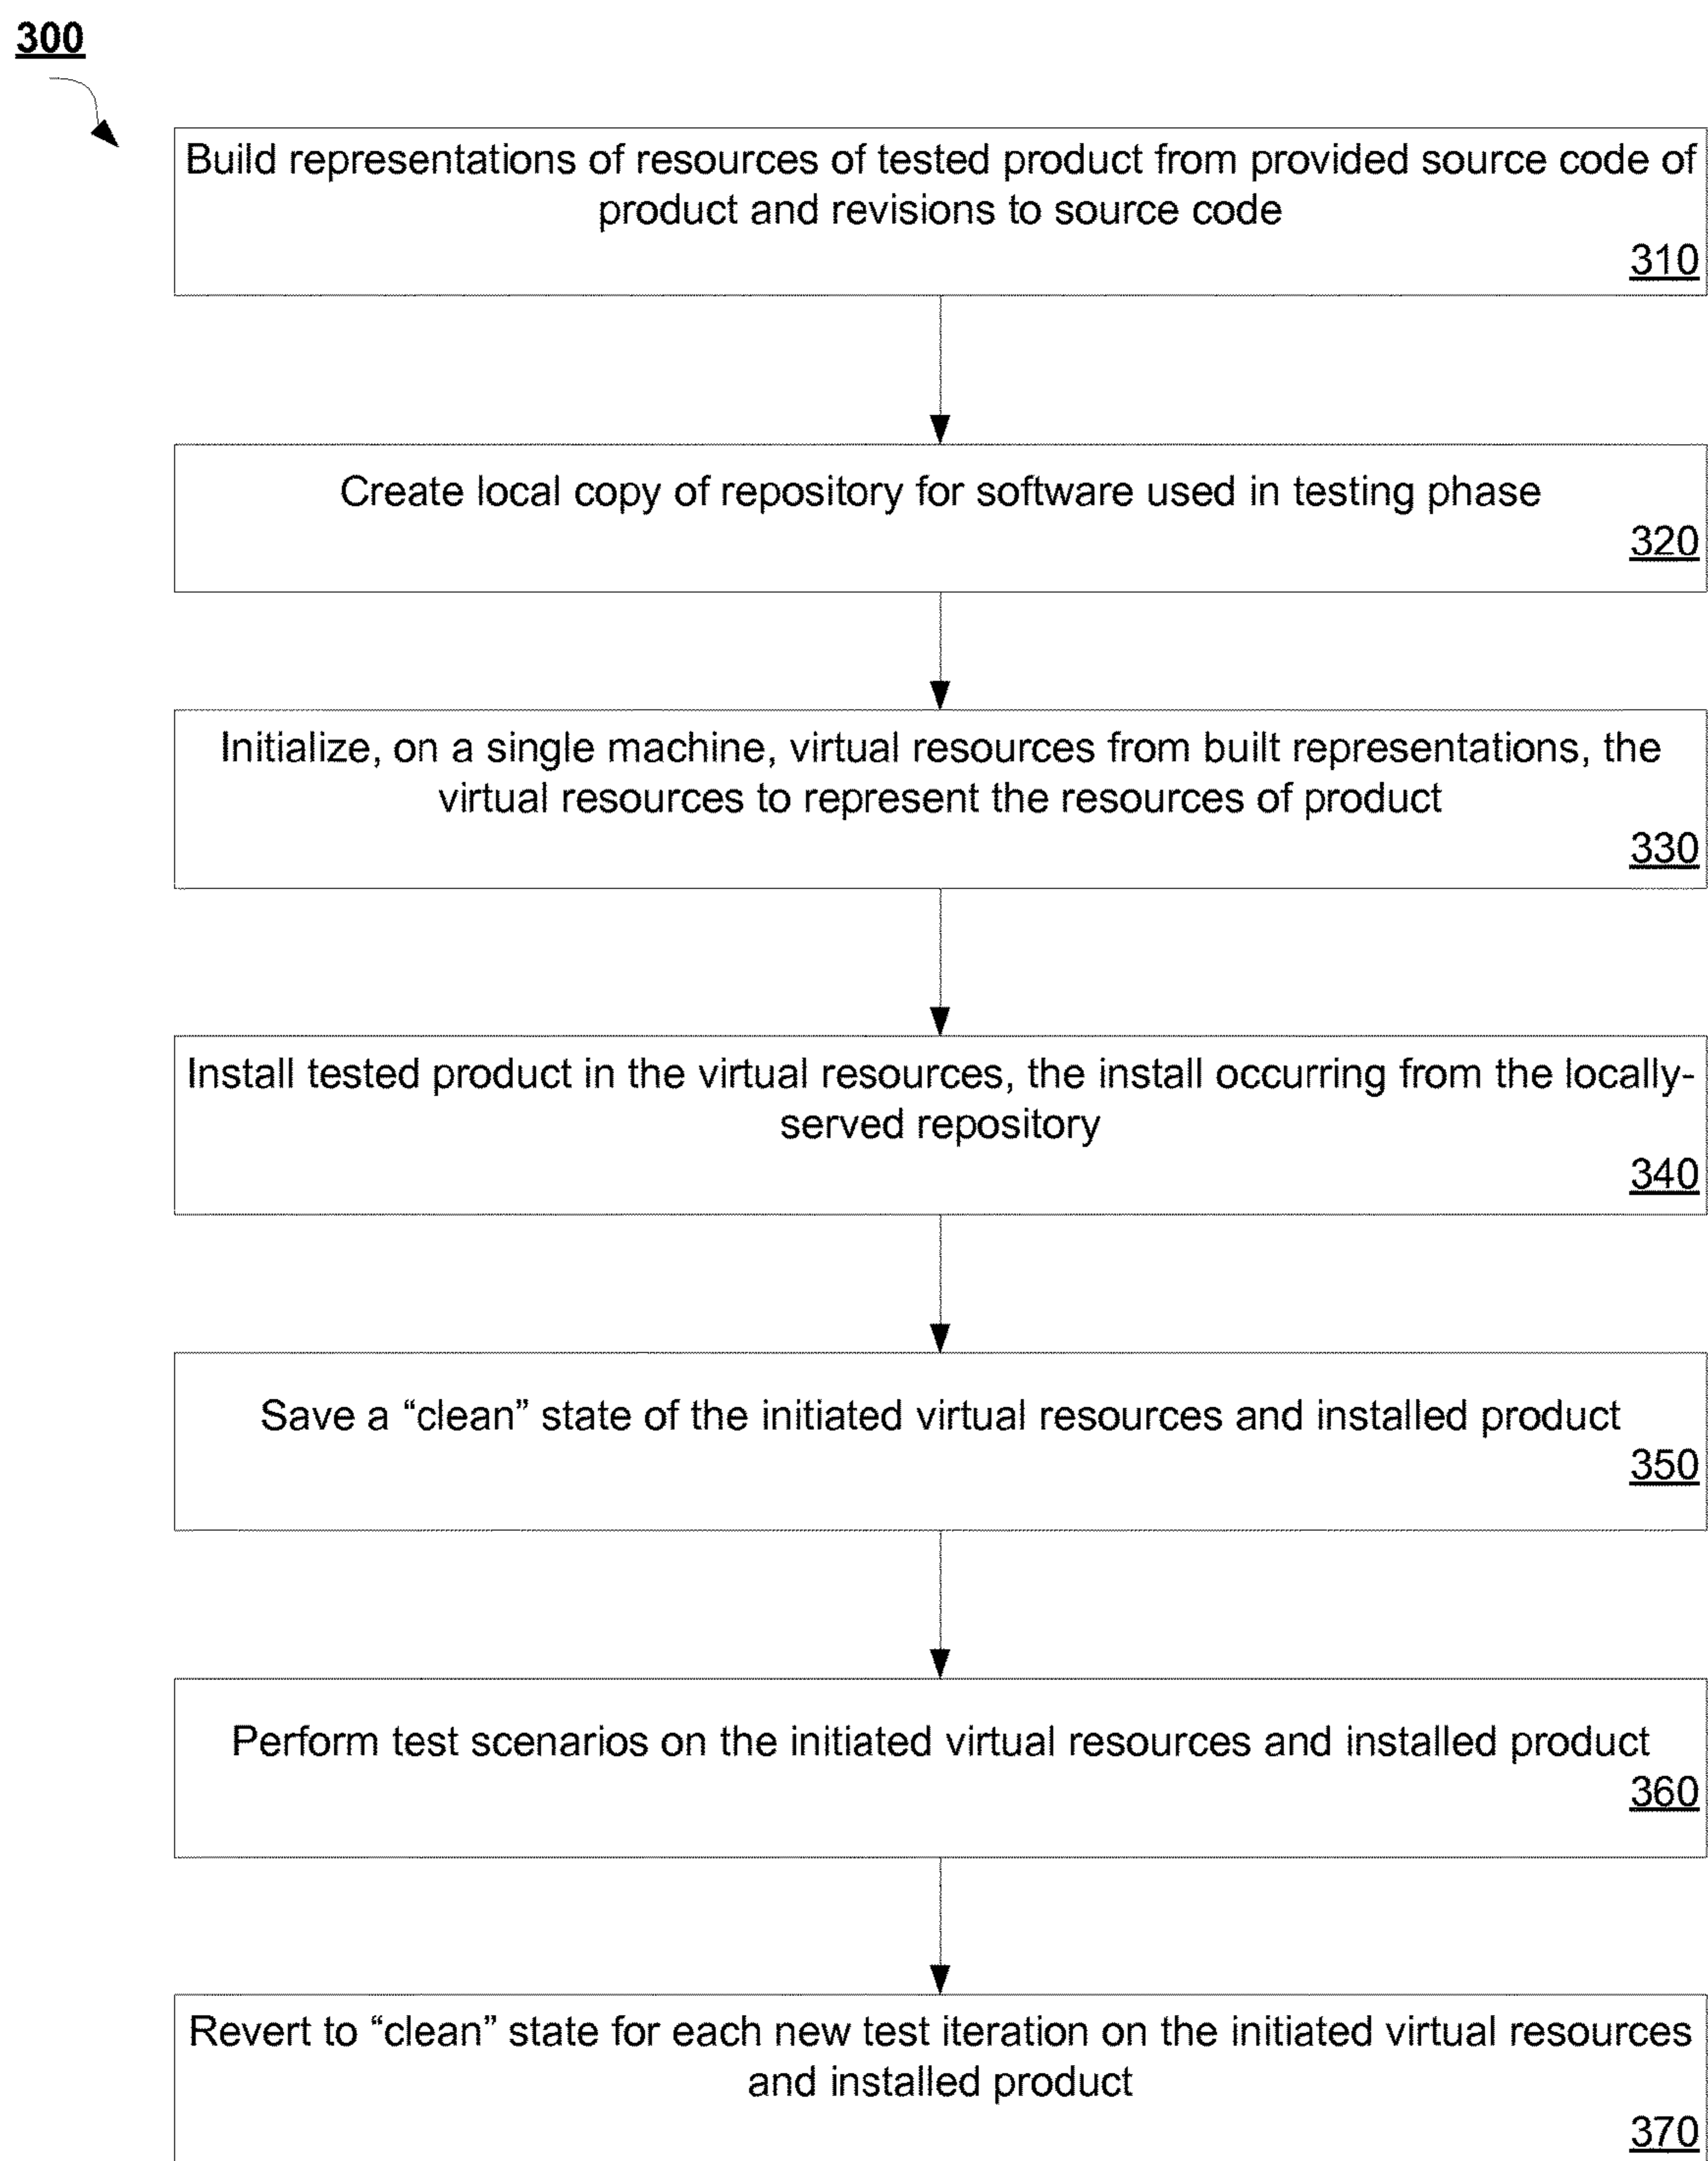 300
Build representations of resources of tested product from provided source code of
product and revisions to source code
310
Create local copy of repository for software used in testing phase
320
Initialize, on a single machine, virtual resources from built representations, the
virtual resources to represent the resources of product
330
Install tested product in the virtual resources, the install occurring from the locally-
served repository
340
Save a “clean” state of the initiated virtual resources and installed product
350
Perform test scenarios on the initiated virtual resources and installed product
360
Revert to “clean” state for each new test iteration on the initiated virtual resources
and installed product
370